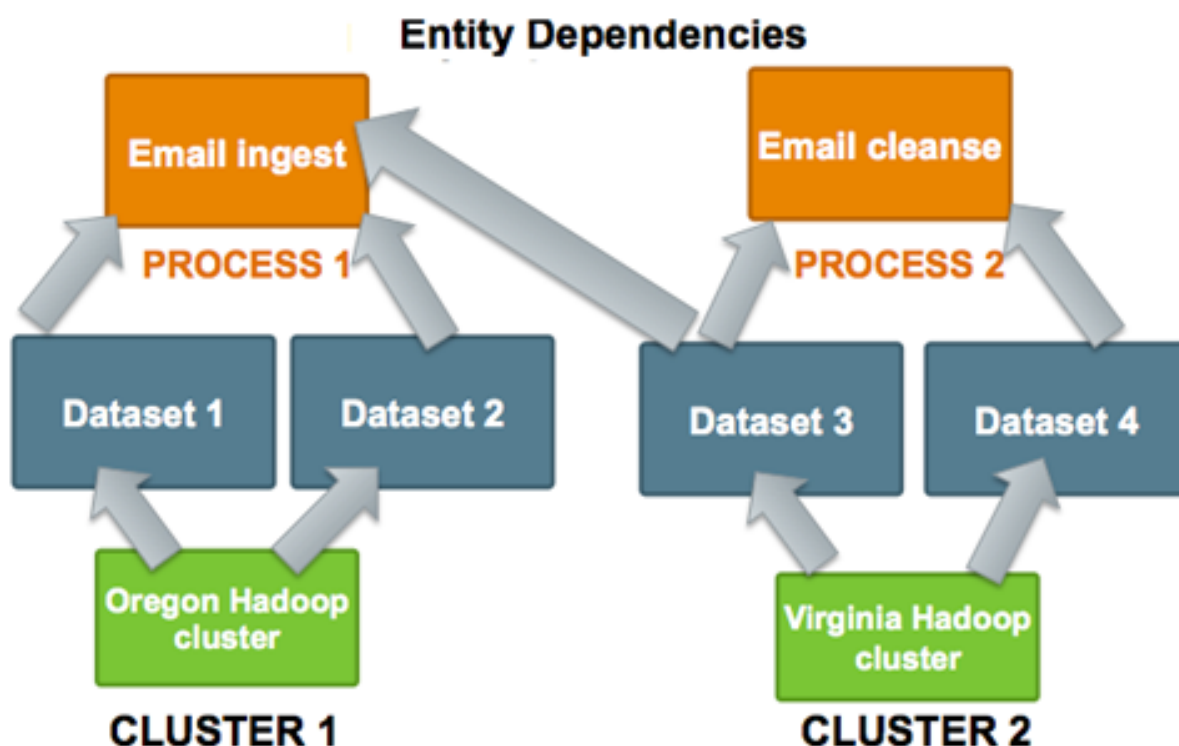 Entity Dependencies
Email ingest
Email cleanse
PROCESS 1
PROCESS 2
Dataset 1
Dataset 2
Dataset 3
Dataset 4
Oregon Hadoop
cluster
Virginia Hadoop
cluster
CLUSTER 1
CLUSTER 2